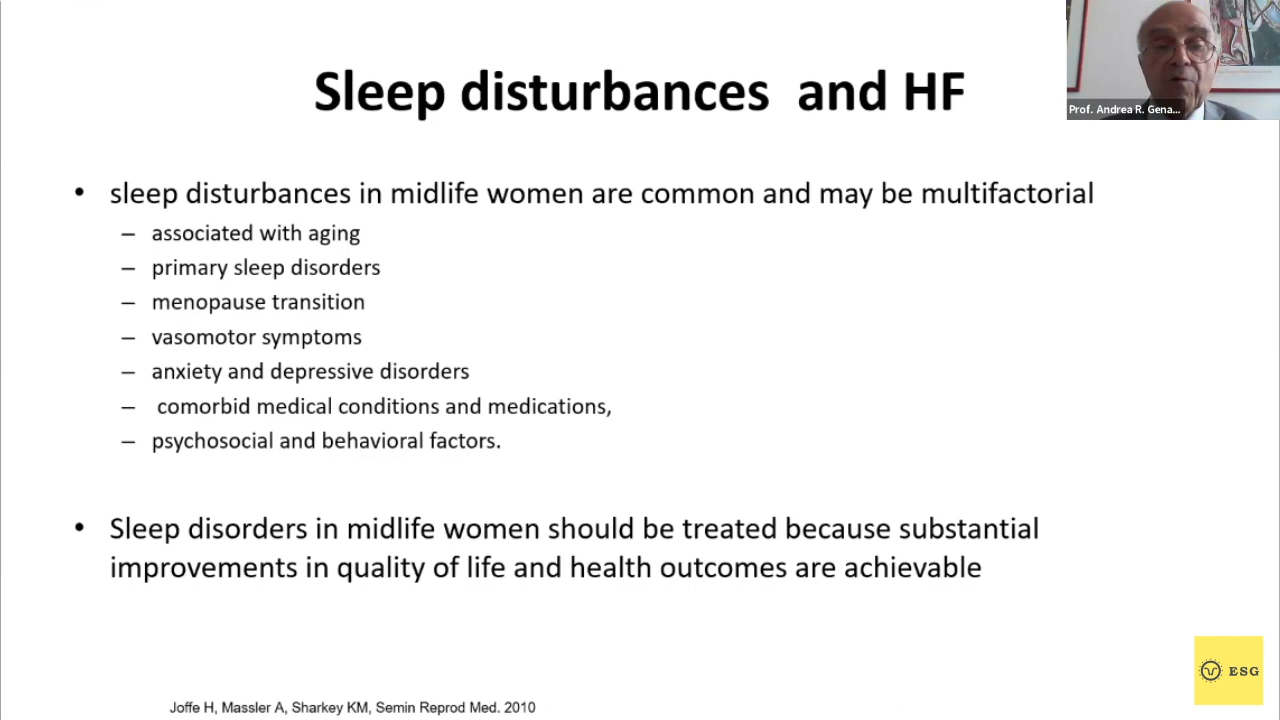 Sleep disturbances and HF
Prof. Andrea R. Gena...
• sleep disturbances in midlife women are common and may be multifactorial
– associated with aging
– primary sleep disorders
– menopause transition
– vasomotor symptoms
– anxiety and depressive disorders
– comorbid medical conditions and medications,
– psychosocial and behavioral factors.
• Sleep disorders in midlife women should be treated because substantial
improvements in quality of life and health outcomes are achievable
ESG
Joffe H, Massler A, Sharkey KM, Semin Reprod Med. 2010